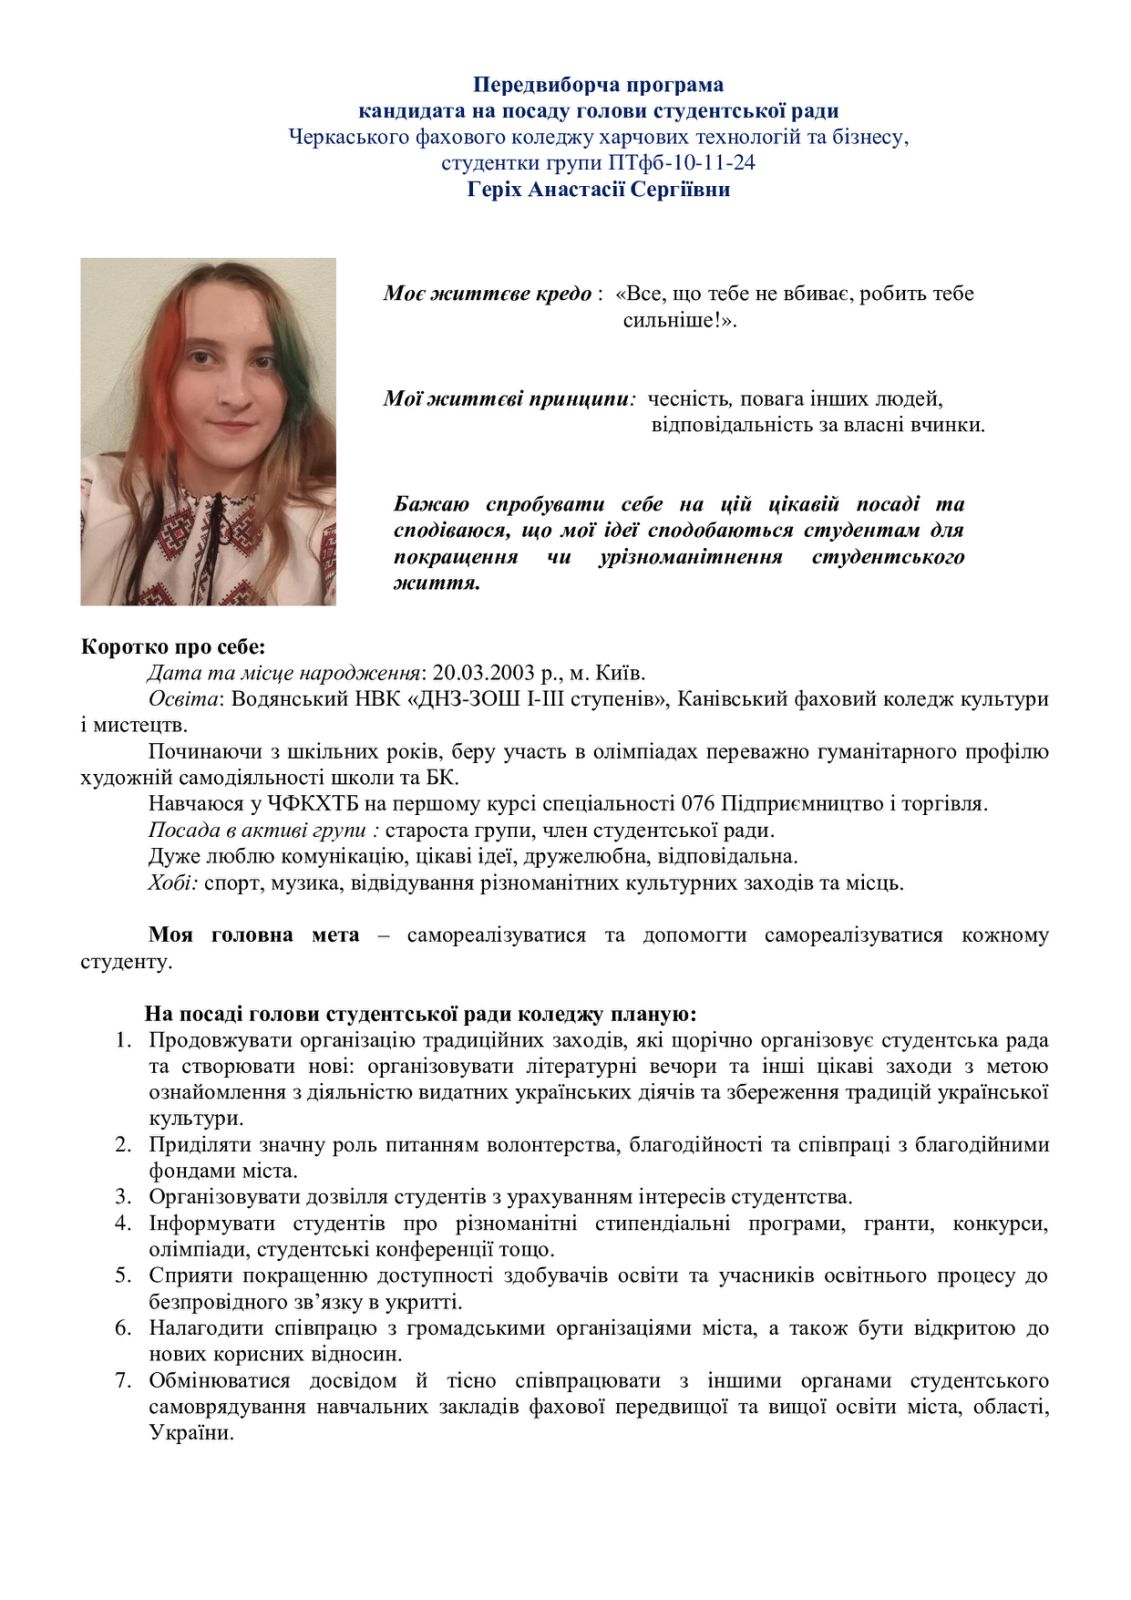 Передвиборча програма
кандидата на посаду голови студентської ради
Черкаського фахового коледжу харчових технологій та бізнесу,
студентки групи ПТфб-10-11-24
Геріх Анастасії Сергіївни
Моє життєве кредо : «Все, що тебе не вбиває, робить тебе
сильніше!».
Мої життєві принципи: чесність, повага інших людей,
відповідальність за власні вчинки.
Бажаю спробувати себе на цій цікавій посаді та
сподіваюся, що мої ідеї сподобаються студентам для
покращення чи урізноманітнення студентського
життя.
Коротко про себе:
Дата та місце народження: 20.03.2003 р., м. Київ.
Освіта: Водянський НВК «ДНЗ-ЗОШ І-ІІІ ступенів», Канівський фаховий коледж культури
і мистецтв.
Починаючи з шкільних років, беру участь в олімпіадах переважно гуманітарного профілю
художній самодіяльності школи та БК.
Навчаюся у ЧФКХТБ на першому курсі спеціальності 076 Підприємництво і торгівля.
Посада в активі групи : староста групи, член студентської ради.
Дуже люблю комунікацію, цікаві ідеї, дружелюбна, відповідальна.
Хобі: спорт, музика, відвідування різноманітних культурних заходів та місць.
Моя головна мета – самореалізуватися та допомогти самореалізуватися кожному
студенту.
На посаді голови студентської ради коледжу планую:
1. Продовжувати організацію традиційних заходів, які щорічно організовує студентська рада
та створювати нові: організовувати літературні вечори та інші цікаві заходи з метою
ознайомлення з діяльністю видатних українських діячів та збереження традицій української
культури.
2. Приділяти значну роль питанням волонтерства, благодійності та співпраці з благодійними
фондами міста.
3. Організовувати дозвілля студентів з урахуванням інтересів студентства.
4. Інформувати студентів про різноманітні стипендіальні програми, гранти, конкурси,
олімпіади, студентські конференції тощо.
5. Сприяти покращенню доступності здобувачів освіти та учасників освітнього процесу до
безпровідного зв’язку в укритті.
6. Налагодити співпрацю з громадськими організаціями міста, а також бути відкритою до
нових корисних відносин.
7. Обмінюватися досвідом й тісно співпрацювати з іншими органами студентського
самоврядування навчальних закладів фахової передвищої та вищої освіти міста, області,
України.